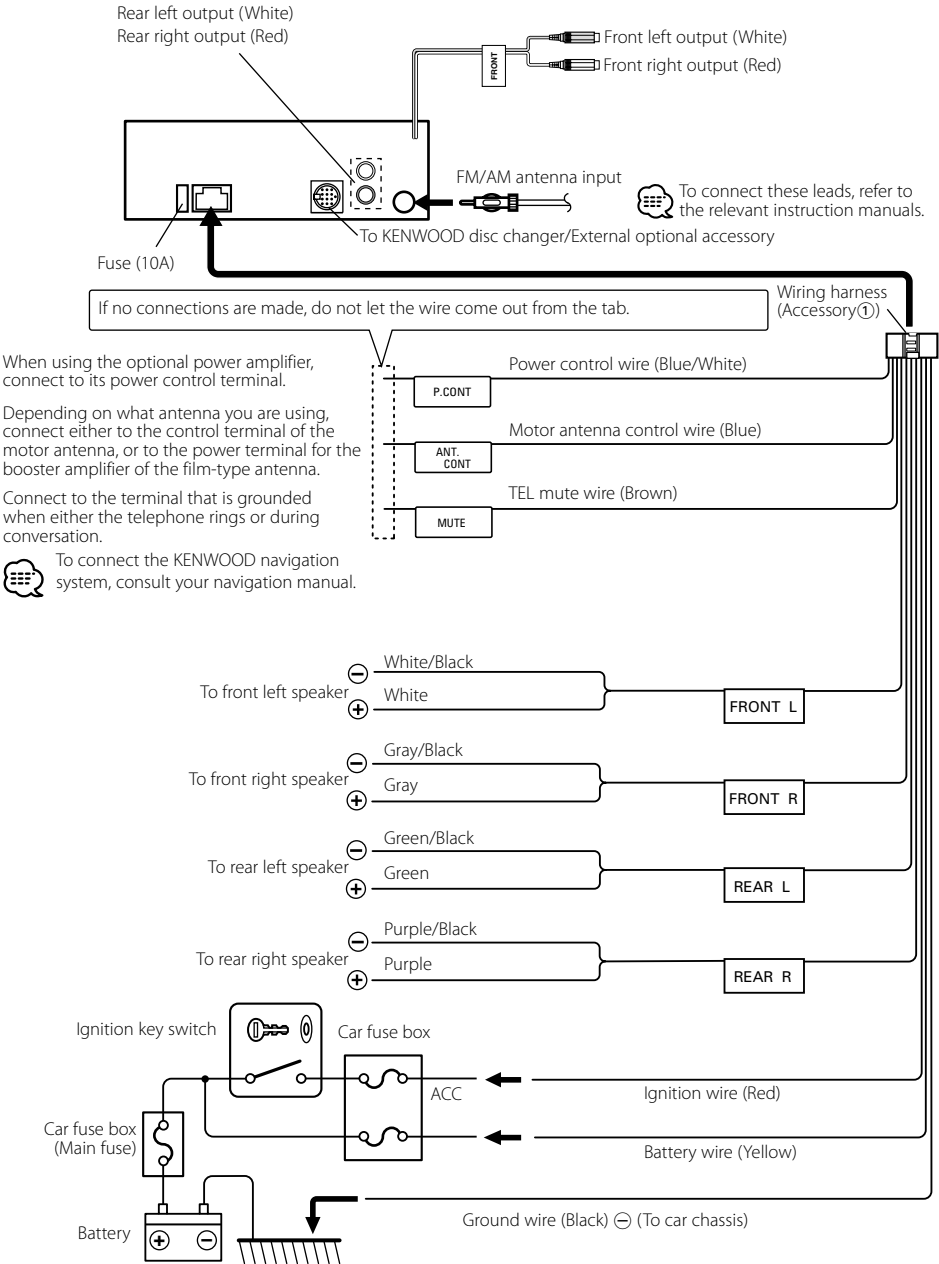 Rear left output (White)
Rear right output (Red)
FRONT
Front left output (White)
Front right output (Red)
FM/AM antenna input
To connect these leads, refer to
the relevant instruction manuals.
To KENWOOD disc changer/External optional accessory
Fuse (10A)
Wiring harness
(Accessory①)
If no connections are made, do not let the wire come out from the tab.
When using the optional power amplifier,
connect to its power control terminal.
Power control wire (Blue/White)
P.CONT
Depending on what antenna you are using,
connect either to the control terminal of the
motor antenna, or to the power terminal for the
booster amplifier of the film-type antenna.
Motor antenna control wire (Blue)
ANT.
CONT
Connect to the terminal that is grounded
when either the telephone rings or during
conversation.
TEL mute wire (Brown)
MUTE
To connect the KENWOOD navigation
system, consult your navigation manual.
To front left speaker
⊖ White/Black
⊕ White
FRONT L
To front right speaker
⊖ Gray/Black
⊕ Gray
FRONT R
To rear left speaker
⊖ Green/Black
⊕ Green
REAR L
To rear right speaker
⊖ Purple/Black
⊕ Purple
REAR R
Ignition key switch
Car fuse box
ACC
Ignition wire (Red)
Car fuse box
(Main fuse)
Battery wire (Yellow)
Battery
⊕ ⊖
Ground wire (Black) ⊖ (To car chassis)